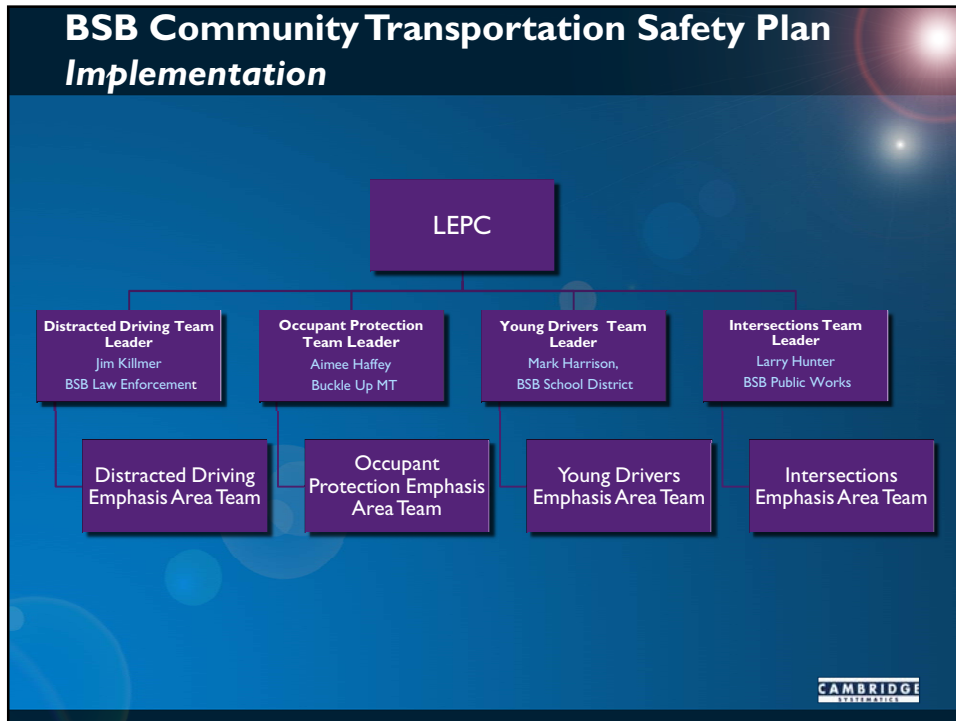 BSB Community Transportation Safety Plan
Implementation
LEPC
Distracted Driving Team
Leader
Jim Killmer
BSB Law Enforcement
Occupant Protection
Team Leader
Aimee Haffey
Buckle Up MT
Young Drivers Team
Leader
Mark Harrison,
BSB School District
Intersections Team
Leader
Larry Hunter
BSB Public Works
Distracted Driving
Emphasis Area Team
Occupant
Protection Emphasis
Area Team
Young Drivers
Emphasis Area Team
Intersections
Emphasis Area Team
CAMBRIDGE
SYSTEMATICS